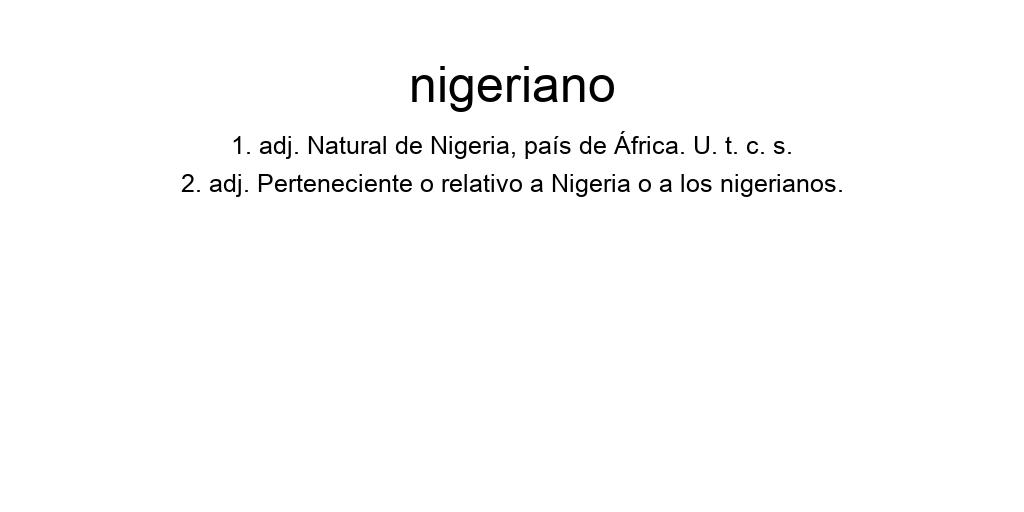 nigeriano
1. adj. Natural de Nigeria, país de África. U. t. c. s.
2. adj. Perteneciente o relativo a Nigeria o a los nigerianos.